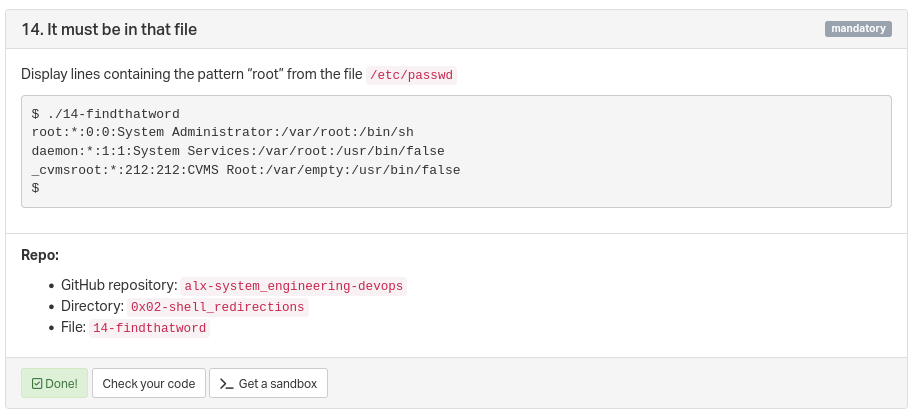 14. It must be in that file
mandatory
Display lines containing the pattern “root” from the file /etc/passwd
$ ./14-findthatword
root:*:0:0:System Administrator:/var/root:/bin/sh
daemon:*:1:1:System Services:/var/root:/usr/bin/false
_cvmsroot:*:212:212:CVMS Root:/var/empty:/usr/bin/false
$
Repo:
• GitHub repository: alx-system_engineering-devops
• Directory: 0x02-shell_redirections
• File: 14-findthatword
Done! Check your code Get a sandbox